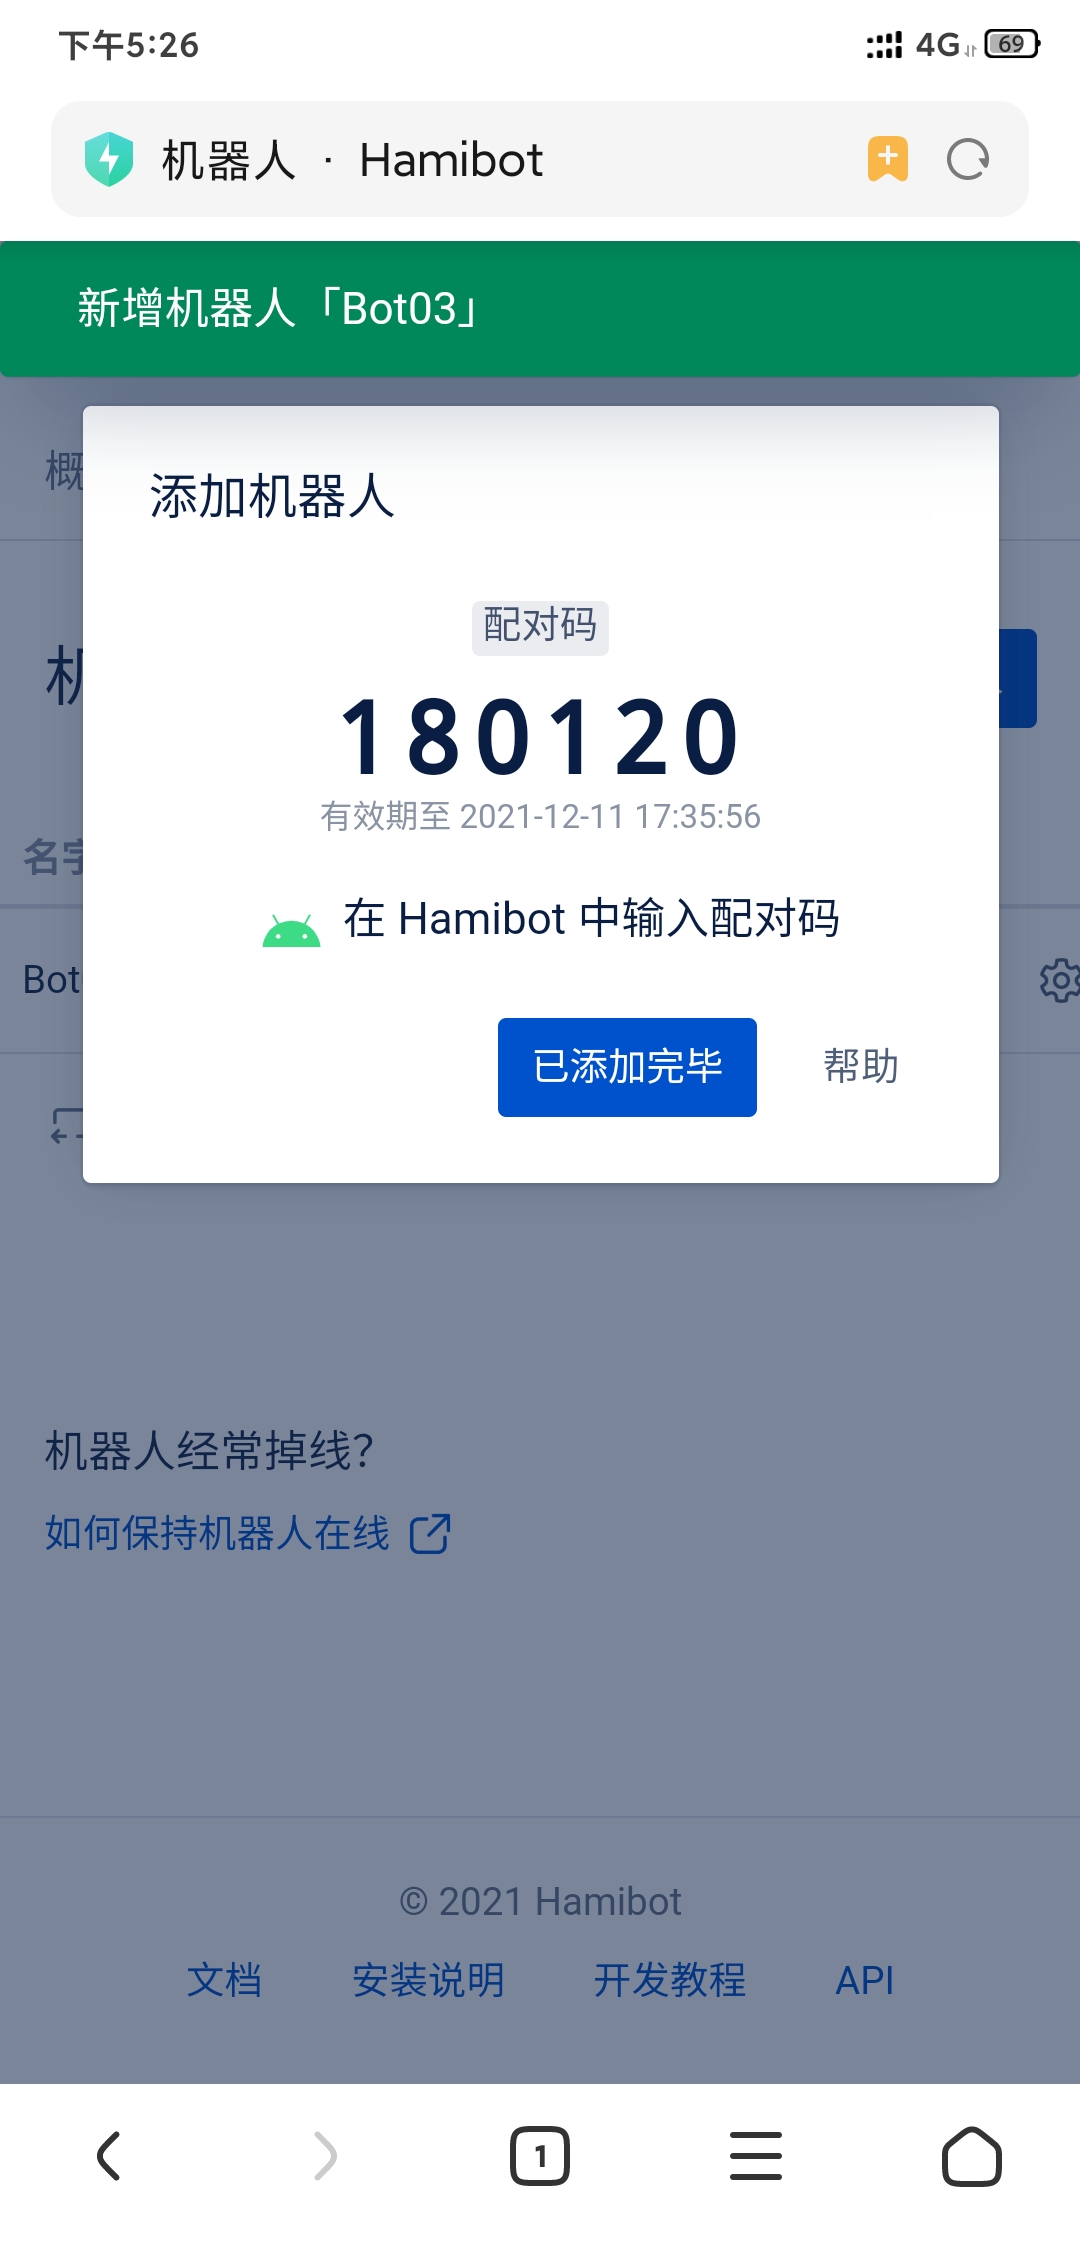 下午5:26
4G
69
机器人 · Hamibot
新增机器人「Bot03」
概
添加机器人
配对码
机
180120
有效期至 2021-12-11 17:35:56
名字
在 Hamibot 中输入配对码
Bot
已添加完毕
帮助
机器人经常掉线?
如何保持机器人在线
© 2021 Hamibot
文档
安装说明
开发教程
API
1